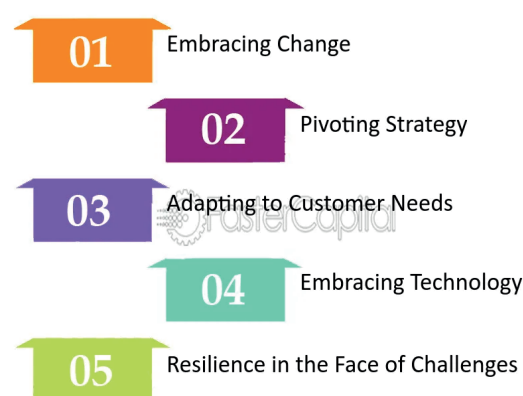 01
Embracing Change
02
Pivoting Strategy
03
Adapting to Customer Needs
FasterCapital
04
Embracing Technology
05
Resilience in the Face of Challenges